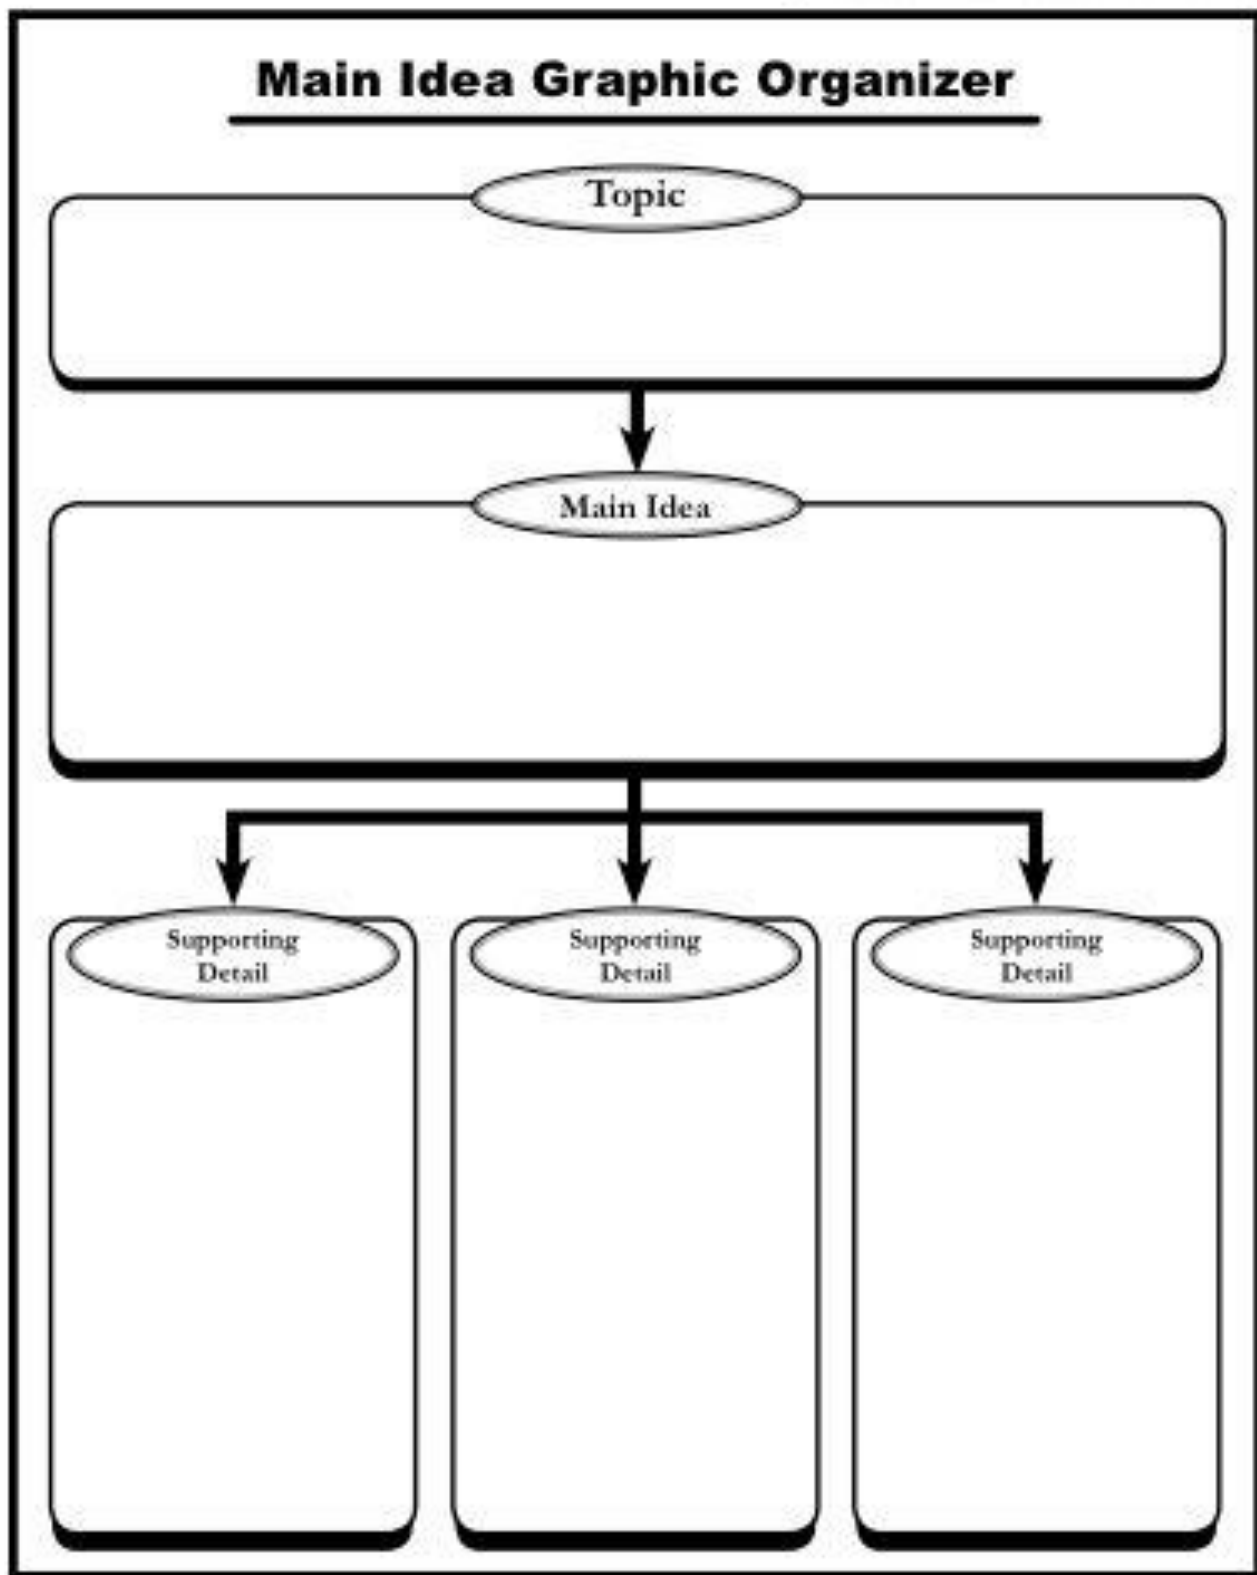 Main Idea Graphic Organizer
Topic
Main Idea
Supporting
Detail
Supporting
Detail
Supporting
Detail